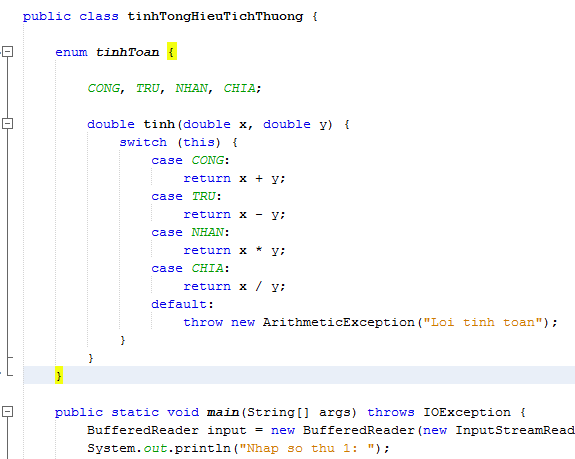 public class tinhTongHieuTichThuong {
enum tinhToan {
CONG, TRU, NHAN, CHIA;
double tinh(double x, double y) {
switch (this) {
case CONG:
return x + y;
case TRU:
return x - y;
case NHAN:
return x * y;
case CHIA:
return x / y;
default:
throw new ArithmeticException("Loi tinh toan");
}
}
}
public static void main(String[] args) throws IOException {
BufferedReader input = new BufferedReader(new InputStreamRead
System.out.println("Nhap so thu 1: ");